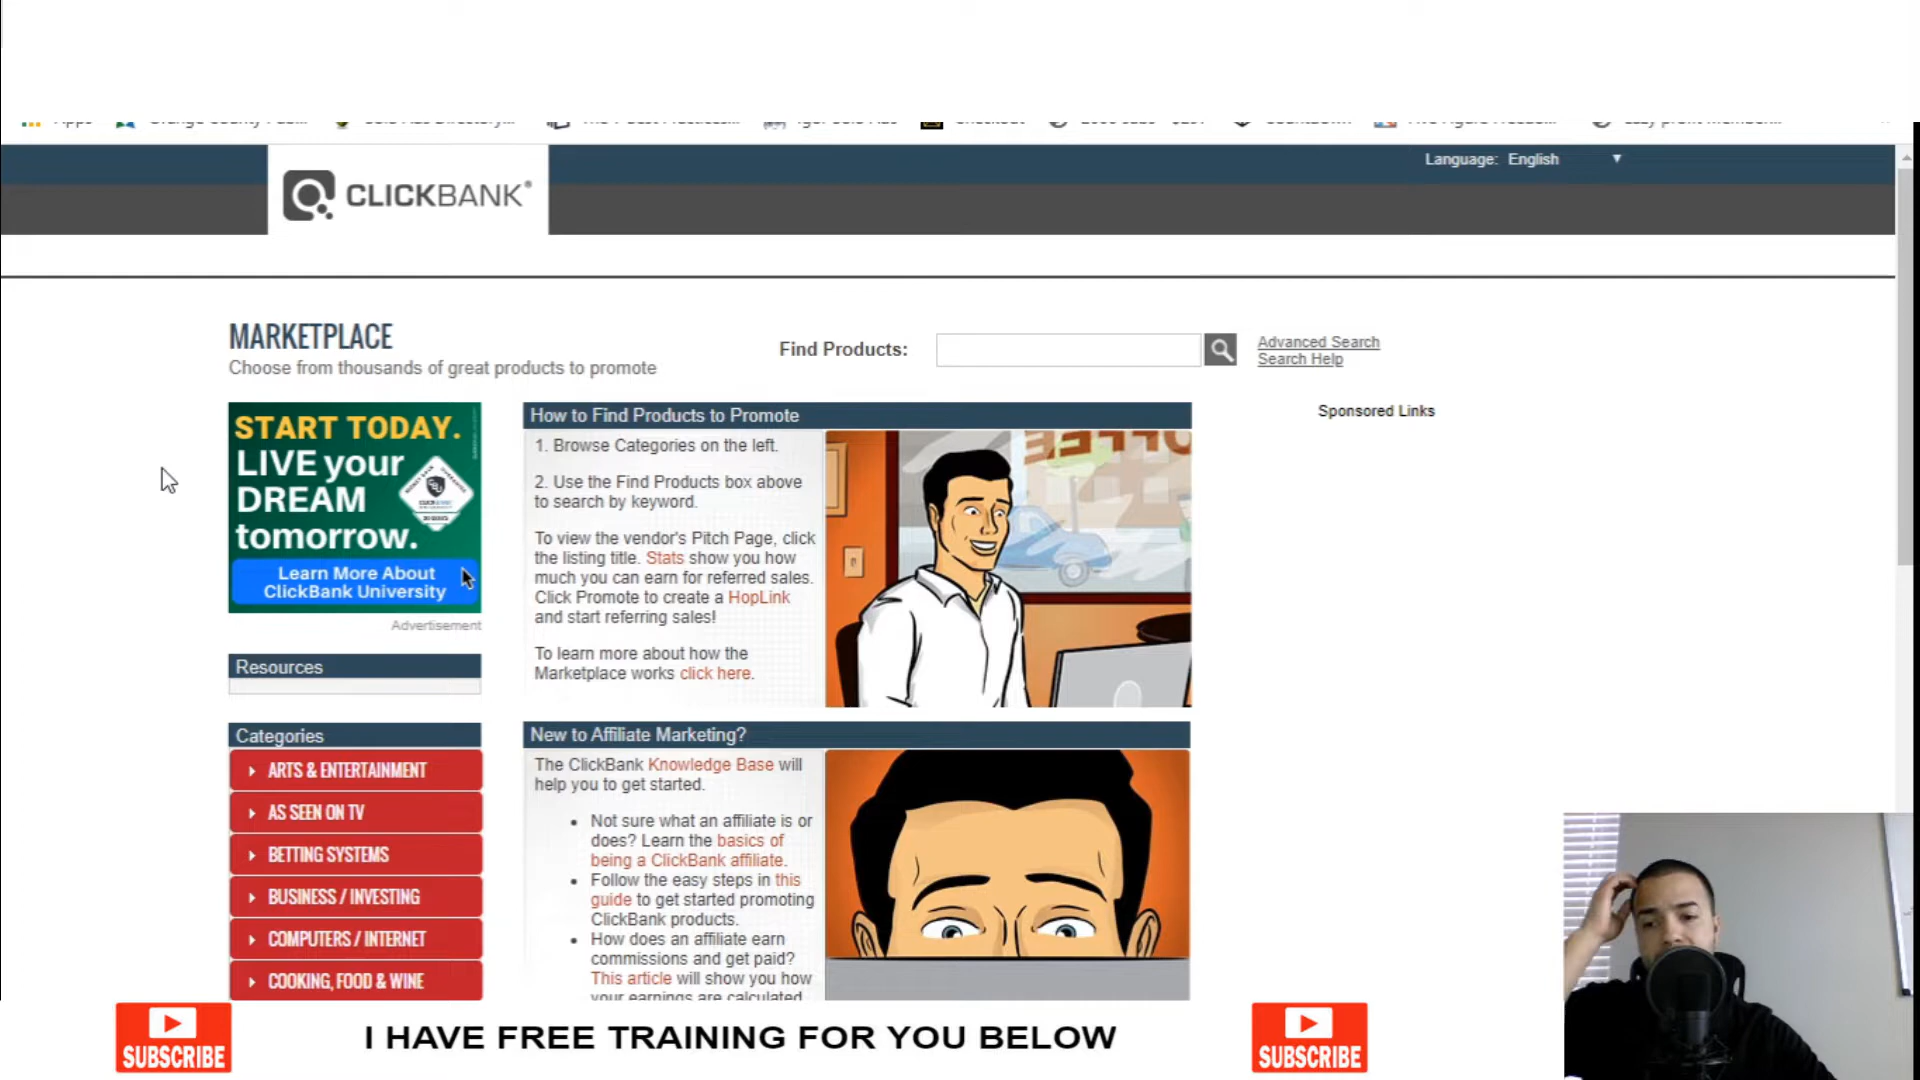 Language: English
CLICKBANK
MARKETPLACE
Choose from thousands of great products to promote
Find Products:
Advanced Search
Search Help
START TODAY.
LIVE your
DREAM
tomorrow.
Learn More About
ClickBank University
Advertisement
Resources
Categories
ARTS & ENTERTAINMENT
AS SEEN ON TV
BETTING SYSTEMS
BUSINESS / INVESTING
COMPUTERS / INTERNET
COOKING, FOOD & WINE
How to Find Products to Promote
1. Browse Categories on the left.
2. Use the Find Products box above
to search by keyword.
To view the vendor's Pitch Page, click
the listing title. Stats show you how
much you can earn for referred sales.
Click Promote to create a HopLink
and start referring sales!
To learn more about how the
Marketplace works click here.
COFFEE
New to Affiliate Marketing?
The ClickBank Knowledge Base will
help you to get started.
Not sure what an affiliate is or
does? Learn the basics of
being a ClickBank affiliate.
Follow the easy steps in this
guide to get started promoting
ClickBank products.
How does an affiliate earn
commissions and get paid?
This article will show you how
your earnings are calculated
Sponsored Links
SUBSCRIBE
I HAVE FREE TRAINING FOR YOU BELOW
SUBSCRIBE